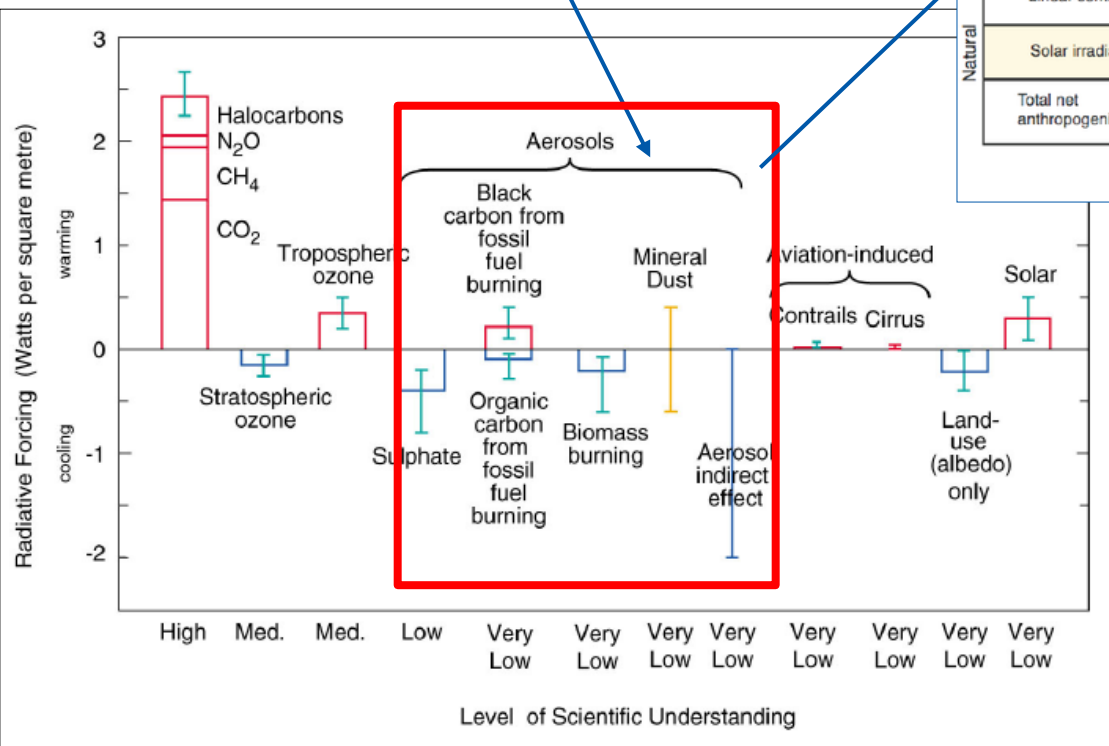 Natural
Solar
Total net
3
2
1
0
-1
-2
Radiative Forcing (Watts per square metre)
warming
cooling
Halocarbons
N₂O
CH₄
CO₂
Stratospheric
ozone
Tropospheric
ozone
Aerosols
Sulphate
Black
carbon from
fossil
fuel
burning
Organic
carbon
from
fossil
fuel
burning
Biomass
burning
Mineral
Dust
Aerosol
indirect
effect
Aviation-induced
Contrails
Cirrus
Land-
use
(albedo)
only
Solar
High
Med.
Med.
Low
Very
Low
Very
Low
Very
Low
Very
Low
Very
Low
Very
Low
Very
Low
Very
Low
Level of Scientific Understanding